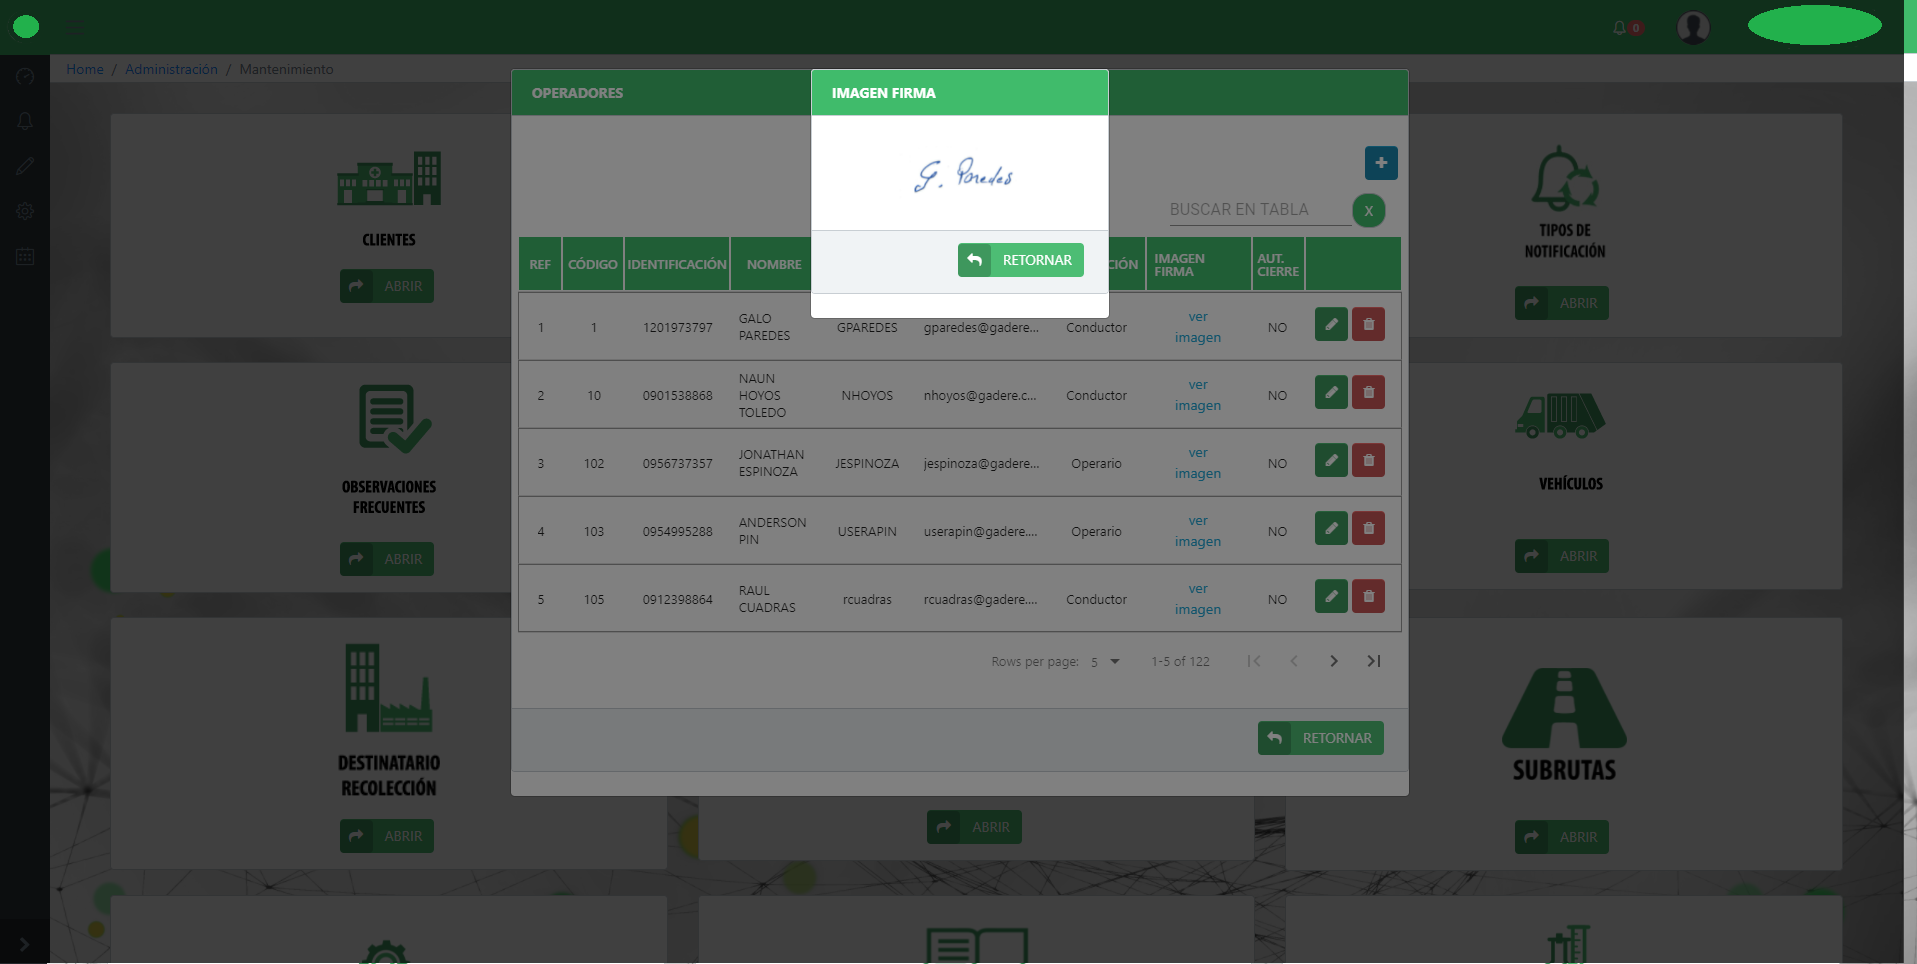 0
Home / Administración / Mantenimiento
OPERADORES
IMAGEN FIRMA
G. Paredes
RETORNAR
BUSCAR EN TABLA
X
REF CÓDIGO IDENTIFICACIÓN NOMBRE CIÓN IMAGEN FIRMA AUT. CIERRE
1 1 1201973797 GALO PAREDES GPAREDES gparedes@gadere... Conductor ver imagen NO
2 10 0901538868 NAUN HOYOS TOLEDO NHOYOS nhoyos@gadere.c... Conductor ver imagen NO
3 102 0956737357 JONATHAN ESPINOZA JESPINOZA jespinoza@gadere... Operario ver imagen NO
4 103 0954995288 ANDERSON PIN USERAPIN userapin@gadere.... Operario ver imagen NO
5 105 0912398864 RAUL CUADRAS rcuadras rcuadras@gadere.... Conductor ver imagen NO
Rows per page: 5 1-5 of 122
RETORNAR
CLIENTES
ABRIR
TIPOS DE
NOTIFICACIÓN
ABRIR
OBSERVACIONES
FRECUENTES
ABRIR
VEHÍCULOS
ABRIR
DESTINATARIO
RECOLECCIÓN
ABRIR
ABRIR
SUBRUTAS
ABRIR